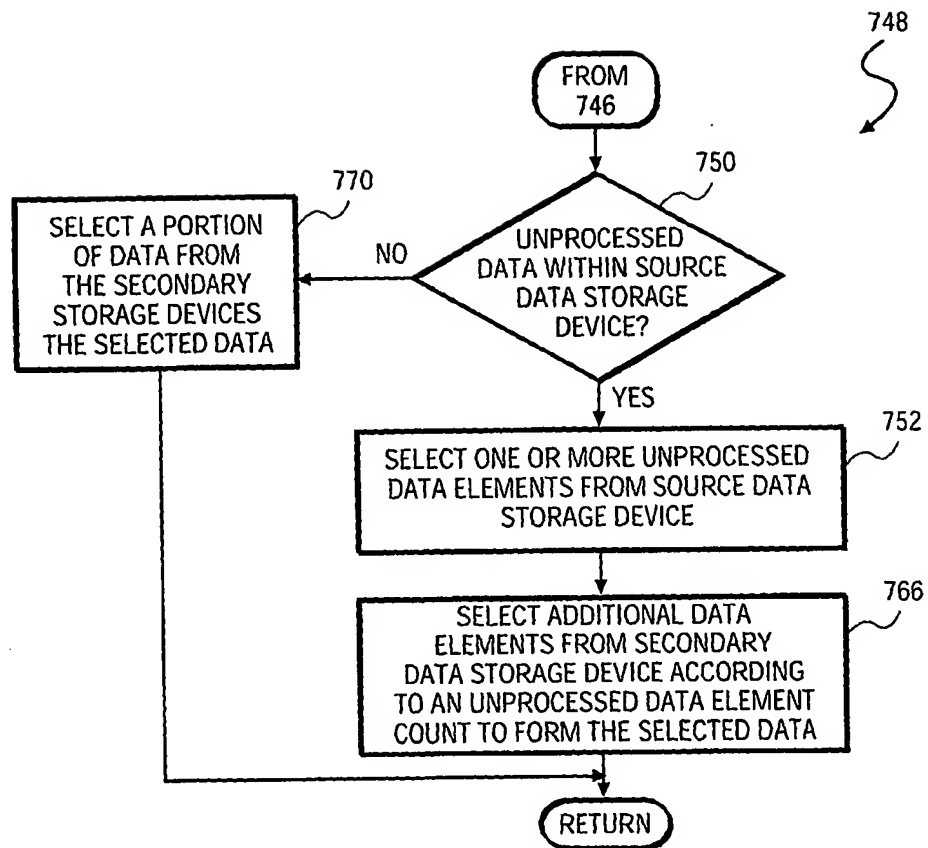 748
FROM
746
750
UNPROCESSED
DATA WITHIN SOURCE
DATA STORAGE
DEVICE?
NO
770
SELECT A PORTION
OF DATA FROM
THE SECONDARY
STORAGE DEVICES
THE SELECTED DATA
YES
752
SELECT ONE OR MORE UNPROCESSED
DATA ELEMENTS FROM SOURCE DATA
STORAGE DEVICE
766
SELECT ADDITIONAL DATA
ELEMENTS FROM SECONDARY
DATA STORAGE DEVICE ACCORDING
TO AN UNPROCESSED DATA ELEMENT
COUNT TO FORM THE SELECTED DATA
RETURN